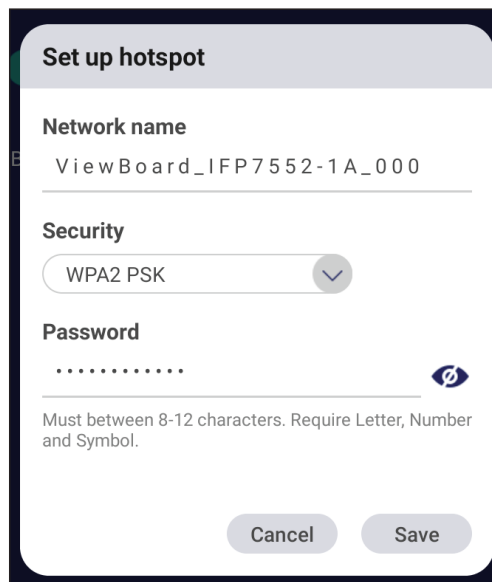 Set up hotspot
Network name
ViewBoard_IFP7552-1A_000
Security
WPA2 PSK
Password
............
Must between 8-12 characters. Require Letter, Number
and Symbol.
Cancel Save